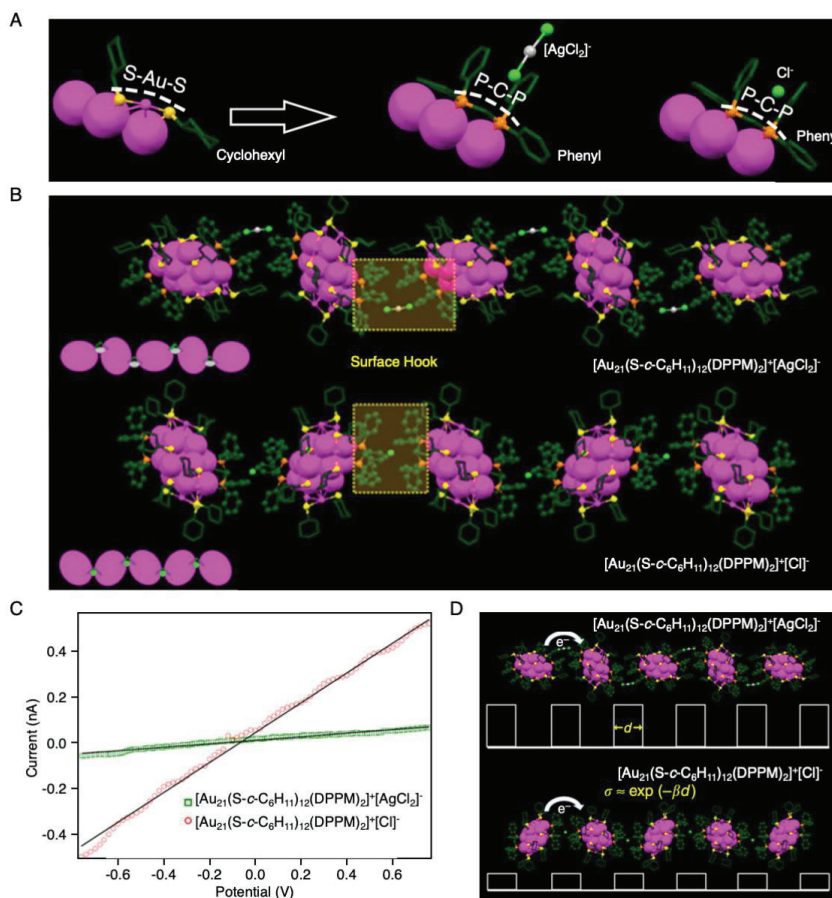 A
S-Au-S
Cyclohexyl
P-C-P
[AgCl2]-
Phenyl
P-C-P
Cl-
Pheny
B
Surface Hook
[Au21(S-c-C6H11)12(DPPM)2]+[AgCl2]-
[Au21(S-c-C6H11)12(DPPM)2]+[Cl]-
C
Current (nA)
0.4
0.2
0.0
-0.2
-0.4
[Au21(S-c-C6H11)12(DPPM)2]+[AgCl2]-
[Au21(S-c-C6H11)12(DPPM)2]+[Cl]-
-0.6 -0.4 -0.2 0.0 0.2 0.4 0.6
Potential (V)
D
[Au21(S-c-C6H11)12(DPPM)2]+[AgCl2]-
e–
d
[Au21(S-c-C6H11)12(DPPM)2]+[Cl]-
σ ≈ exp (–βd)
e–